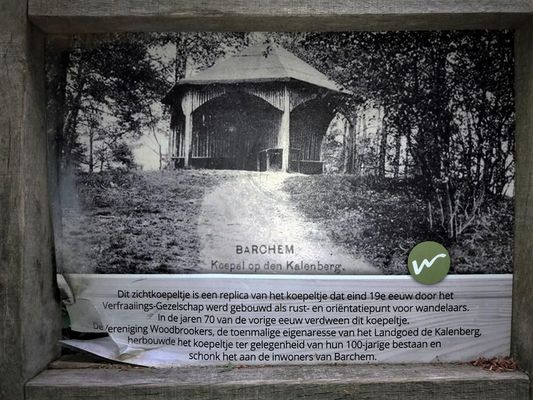 BARCHEM
Koepel op den Kalenberg.
Dit zichtkoepeltje is een replica van het koepeltje dat eind 19e eeuw door het
Verfraaiings-Gezelschap werd gebouwd als rust- en oriëntatiepunt voor wandelaars.
In de jaren 70 van de vorige eeuw verdween dit koepeltje.
De Vereniging Woodbrookers, de toenmalige eigenaresse van het Landgoed de Kalenberg,
herbouwde het koepeltje ter gelegenheid van hun 100-jarige bestaan en
schonk het aan de inwoners van Barchem.